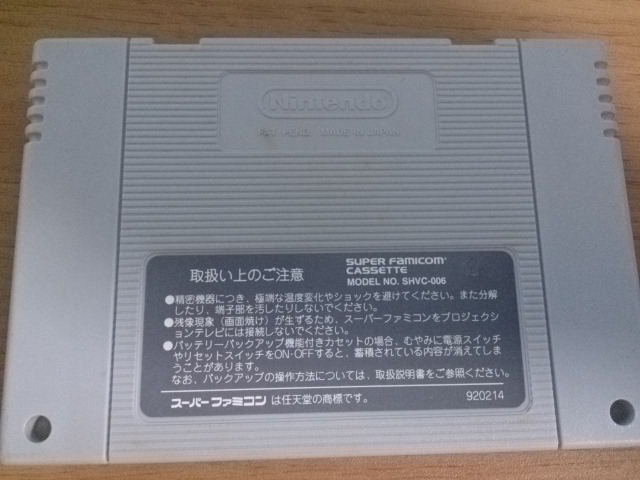 Nintendo
PAT. PEND. MADE IN JAPAN
取扱い上のご注意
SUPER FAMICOM
CASSETTE
MODEL NO. SHVC-006
●精密機器につき、極端な温度変化やショックを避けてください。また分解
したり、端子部を汚したりしないでください。
●残像現象（画面焼け）が生ずるため、スーパーファミコンをプロジェクシ
ョンテレビには接続しないでください。
●バッテリーバックアップ機能付きカセットの場合、むやみに電源スイッチ
やリセットスイッチをON・OFFすると、蓄積されている内容が消えてしま
うことがあります。
なお、バックアップの操作方法については、取扱説明書をご参照ください。
スーパーファミコン は任天堂の商標です。
920214